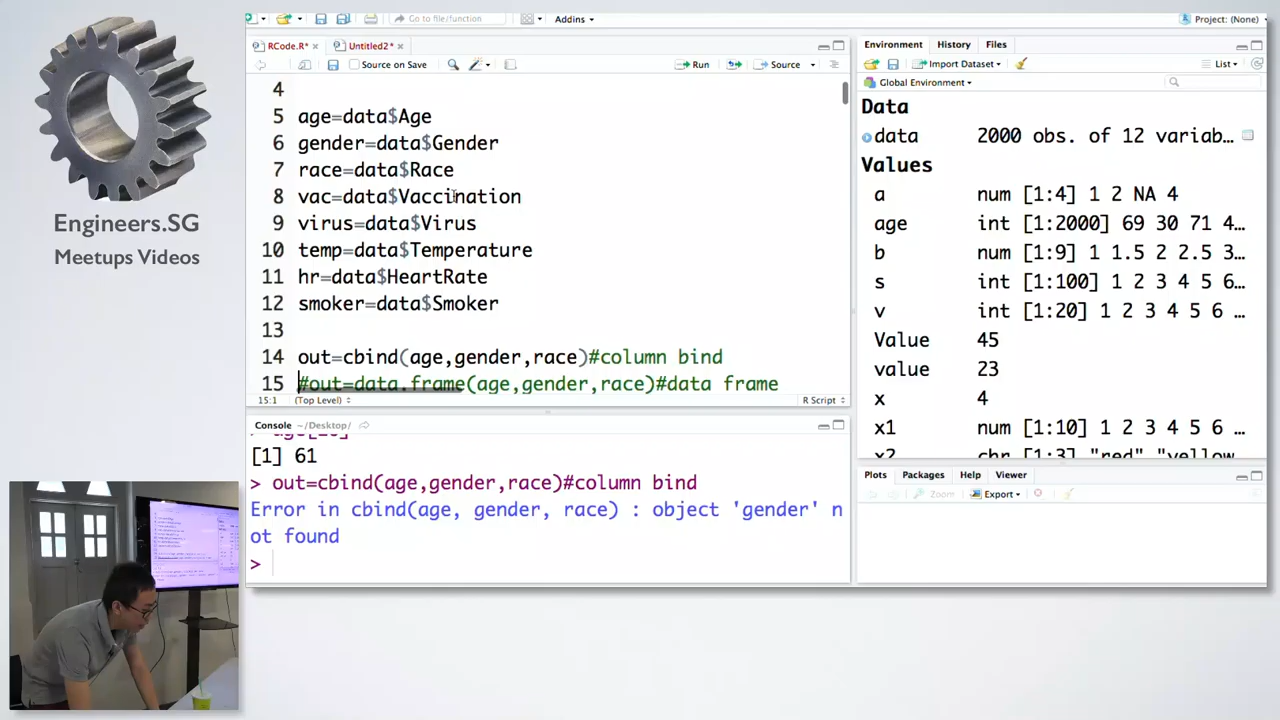 Go to file/function
Addins
Project: (None)
RCode.R*
Untitled2*
Source on Save
Run
Source
4
5 age=data$Age
6 gender=data$Gender
7 race=data$Race
8 vac=data$Vaccination
9 virus=data$Virus
10 temp=data$Temperature
11 hr=data$HeartRate
12 smoker=data$Smoker
13
14 out=cbind(age,gender,race)#column bind
15 #out=data.frame(age,gender,race)#data frame
15:1 (Top Level) R Script
Console ~/Desktop/
[1] 61
> out=cbind(age,gender,race)#column bind
Error in cbind(age, gender, race) : object 'gender' n
ot found
>
Environment History Files
Import Dataset List
Global Environment
Data
data 2000 obs. of 12 variab…
Values
a num [1:4] 1 2 NA 4
age int [1:2000] 69 30 71 4…
b num [1:9] 1 1.5 2 2.5 3…
s int [1:100] 1 2 3 4 5 6…
v int [1:20] 1 2 3 4 5 6 …
Value 45
value 23
x 4
x1 num [1:10] 1 2 3 4 5 6 …
x2 chr [1:3] "red" "yellow
Plots Packages Help Viewer
Zoom Export
Engineers.SG
Meetups Videos